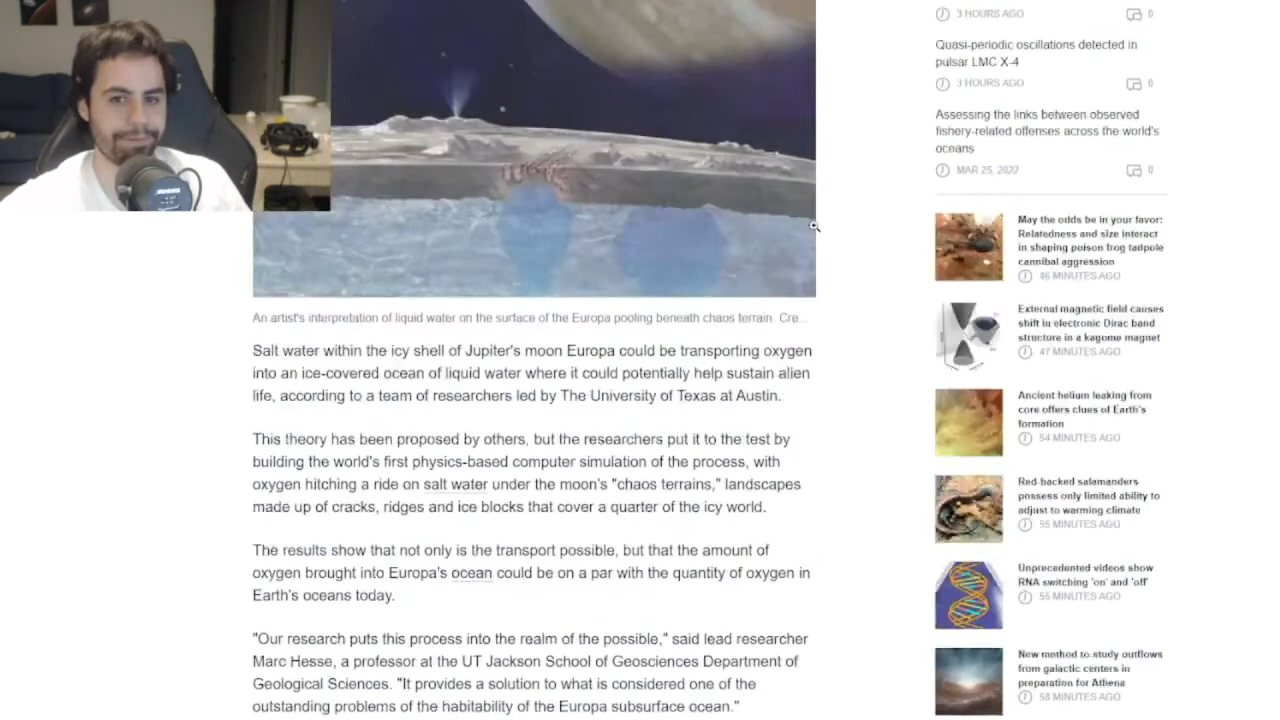 An artist's interpretation of liquid water on the surface of the Europa pooling beneath chaos terrain. Cre...
Salt water within the icy shell of Jupiter's moon Europa could be transporting oxygen
into an ice-covered ocean of liquid water where it could potentially help sustain alien
life, according to a team of researchers led by The University of Texas at Austin.
This theory has been proposed by others, but the researchers put it to the test by
building the world's first physics-based computer simulation of the process, with
oxygen hitching a ride on salt water under the moon's "chaos terrains," landscapes
made up of cracks, ridges and ice blocks that cover a quarter of the icy world.
The results show that not only is the transport possible, but that the amount of
oxygen brought into Europa's ocean could be on a par with the quantity of oxygen in
Earth's oceans today.
"Our research puts this process into the realm of the possible," said lead researcher
Marc Hesse, a professor at the UT Jackson School of Geosciences Department of
Geological Sciences. "It provides a solution to what is considered one of the
outstanding problems of the habitability of the Europa subsurface ocean."
3 HOURS AGO 0
Quasi-periodic oscillations detected in
pulsar LMC X-4
3 HOURS AGO 0
Assessing the links between observed
fishery-related offenses across the world's
oceans
MAR 25, 2022 0
May the odds be in your favor:
Relatedness and size interact
in shaping poison frog tadpole
cannibal aggression
46 MINUTES AGO
External magnetic field causes
shift in electronic Dirac band
structure in a kagome magnet
47 MINUTES AGO
Ancient helium leaking from
core offers clues of Earth's
formation
54 MINUTES AGO
Red-backed salamanders
possess only limited ability to
adjust to warming climate
55 MINUTES AGO
Unprecedented videos show
RNA switching 'on' and 'off'
55 MINUTES AGO
New method to study outflows
from galactic centers in
preparation for Athena
58 MINUTES AGO